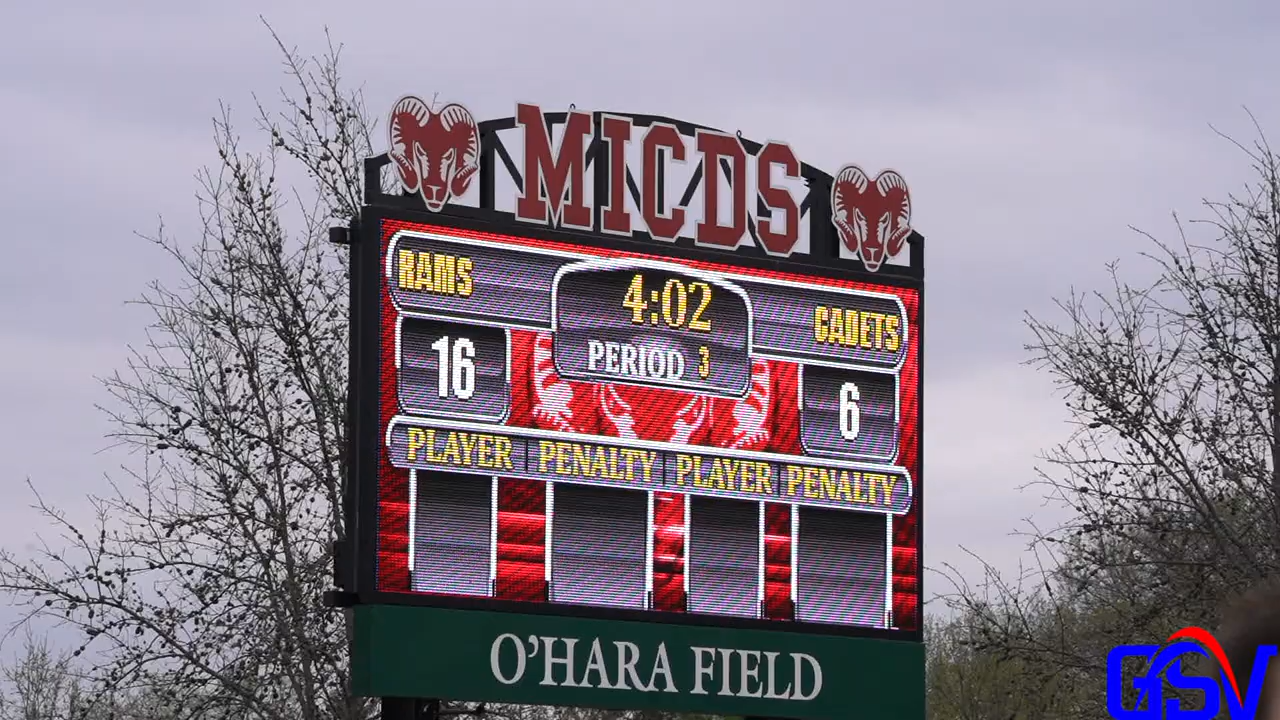 MICDS
RAMS
4:02
CADETS
16
PERIOD 3
6
PLAYER PENALTY PLAYER PENALTY
O'HARA FIELD
GSV